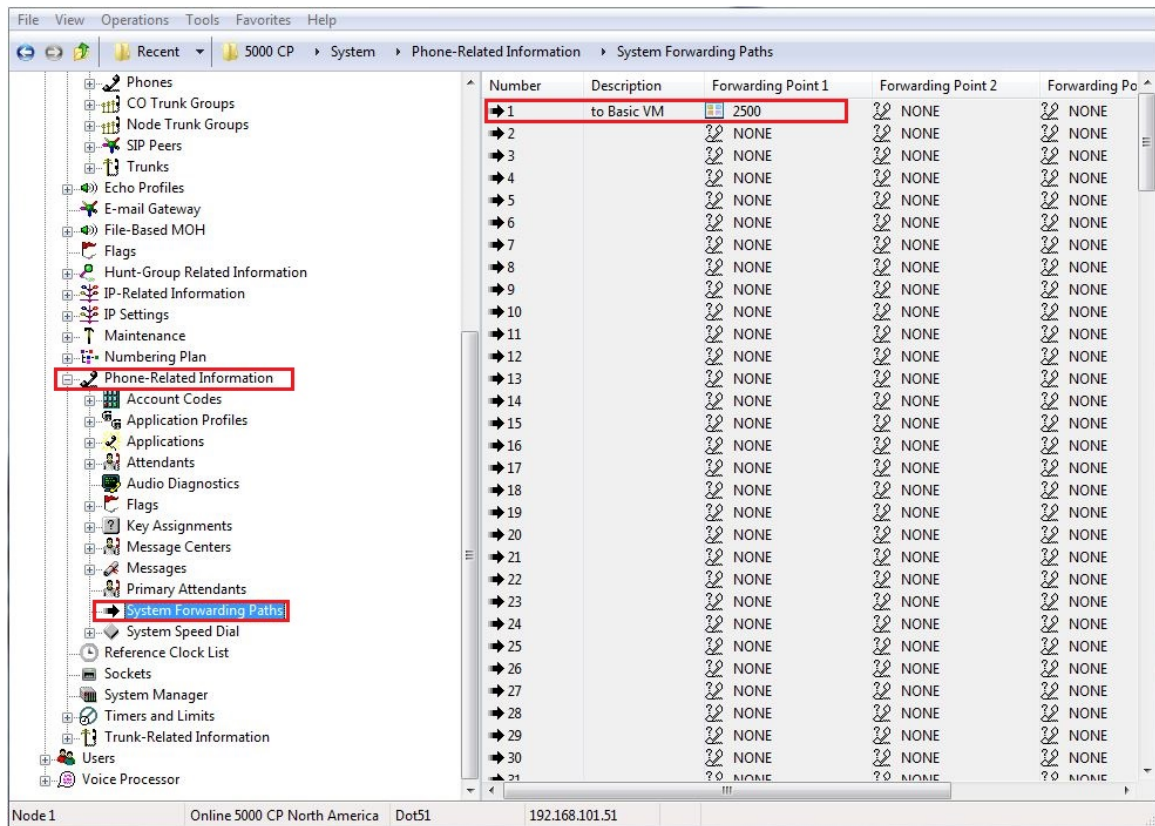 File View Operations Tools Favorites Help
Recent 5000 CP System Phone-Related Information System Forwarding Paths
Phones
CO Trunk Groups
Node Trunk Groups
SIP Peers
Trunks
Echo Profiles
E-mail Gateway
File-Based MOH
Flags
Hunt-Group Related Information
IP-Related Information
IP Settings
Maintenance
Numbering Plan
Phone-Related Information
Account Codes
Application Profiles
Applications
Attendants
Audio Diagnostics
Flags
Key Assignments
Message Centers
Messages
Primary Attendants
System Forwarding Paths
System Speed Dial
Reference Clock List
Sockets
System Manager
Timers and Limits
Trunk-Related Information
Users
Voice Processor
Number Description Forwarding Point 1 Forwarding Point 2 Forwarding Po
1 to Basic VM 2500 NONE NONE
2 NONE NONE NONE
3 NONE NONE NONE
4 NONE NONE NONE
5 NONE NONE NONE
6 NONE NONE NONE
7 NONE NONE NONE
8 NONE NONE NONE
9 NONE NONE NONE
10 NONE NONE NONE
11 NONE NONE NONE
12 NONE NONE NONE
13 NONE NONE NONE
14 NONE NONE NONE
15 NONE NONE NONE
16 NONE NONE NONE
17 NONE NONE NONE
18 NONE NONE NONE
19 NONE NONE NONE
20 NONE NONE NONE
21 NONE NONE NONE
22 NONE NONE NONE
23 NONE NONE NONE
24 NONE NONE NONE
25 NONE NONE NONE
26 NONE NONE NONE
27 NONE NONE NONE
28 NONE NONE NONE
29 NONE NONE NONE
30 NONE NONE NONE
31 NONE NONE NONE
Node 1 Online 5000 CP North America Dot51 192.168.101.51